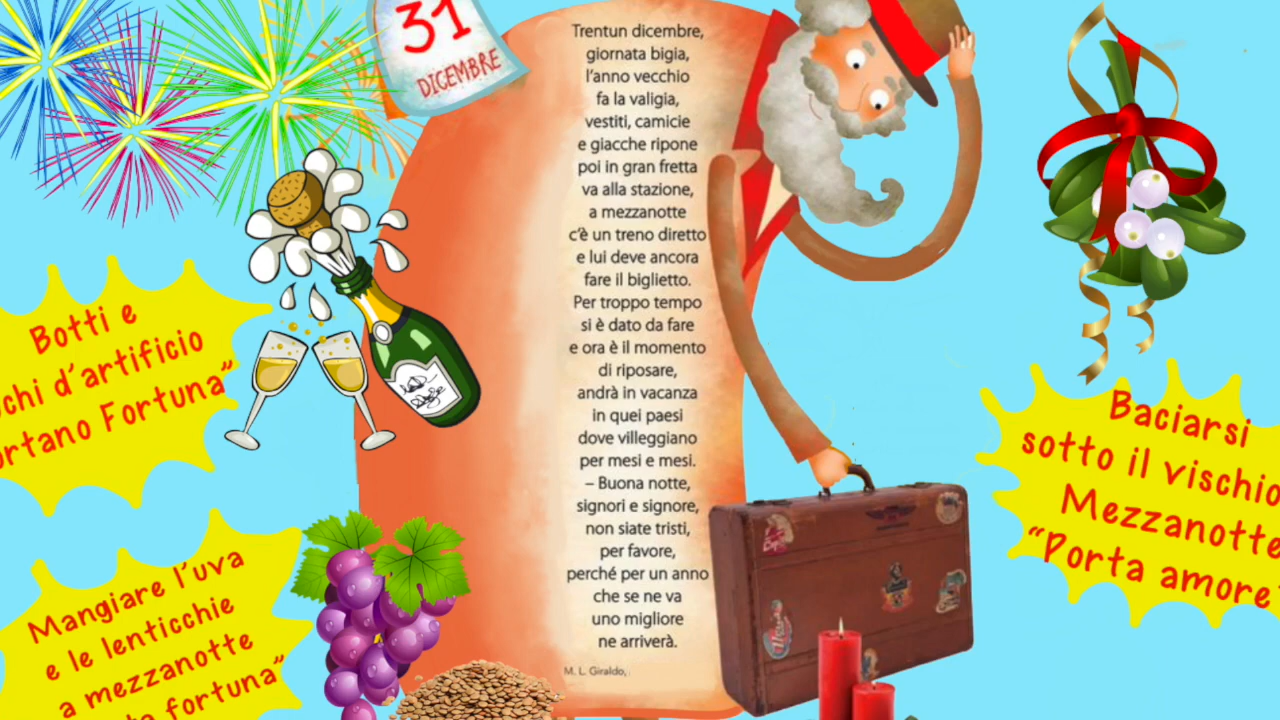 31
DICEMBRE
Trentun dicembre,
giornata bigia,
l'anno vecchio
fa la valigia,
vestiti, camicie
e giacche ripone
poi in gran fretta
va alla stazione,
a mezzanotte
c'è un treno diretto
e lui deve ancora
fare il biglietto.
Per troppo tempo
si è dato da fare
e ora è il momento
di riposare,
andrà in vacanza
in quei paesi
dove villeggiano
per mesi e mesi.
– Buona notte,
signori e signore,
non siate tristi,
per favore,
perché per un anno
che se ne va
uno migliore
ne arriverà.
M. L. Giraldo,
Botti e
chi d'artificio
ortano Fortuna"
Mangiare l'uva
e le lenticchie
a mezzanotte
fortuna"
Baciarsi
sotto il vischio
Mezzanotte
"Porta amore